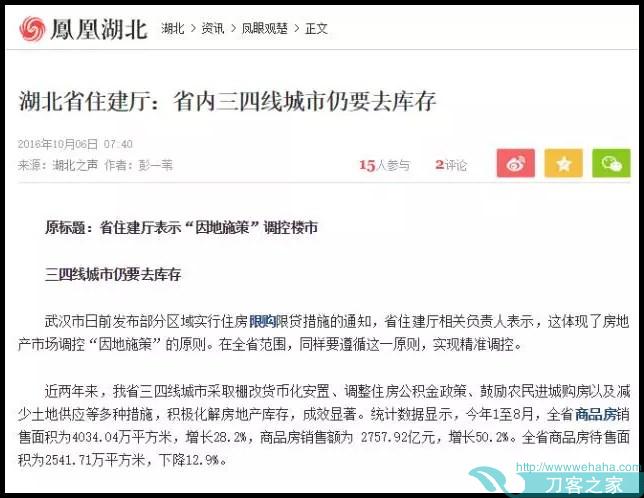 鳳凰湖北 湖北 > 资讯 > 凤眼观楚 > 正文
湖北省住建厅：省内三四线城市仍要去库存
2016年10月06日 07:40
来源：湖北之声 作者：彭一苇 15人参与 2评论
原标题：省住建厅表示“因地施策”调控楼市
三四线城市仍要去库存
武汉市日前发布部分区域实行住房限购限贷措施的通知，省住建厅相关负责人表示，这体现了房地
产市场调控“因地施策”的原则。在全省范围，同样要遵循这一原则，实现精准调控。
近两年来，我省三四线城市采取棚改货币化安置、调整住房公积金政策、鼓励农民进城购房以及减
少土地供应等多种措施，积极化解房地产库存，成效显著。统计数据显示，今年1至8月，全省商品房销
售面积为4034.04万平方米，增长28.2%，商品房销售额为 2757.92亿元，增长50.2%。全省商品房待售面
积为2541.71万平方米，下降12.9%。
http://www.ehaha.com
刀客之家